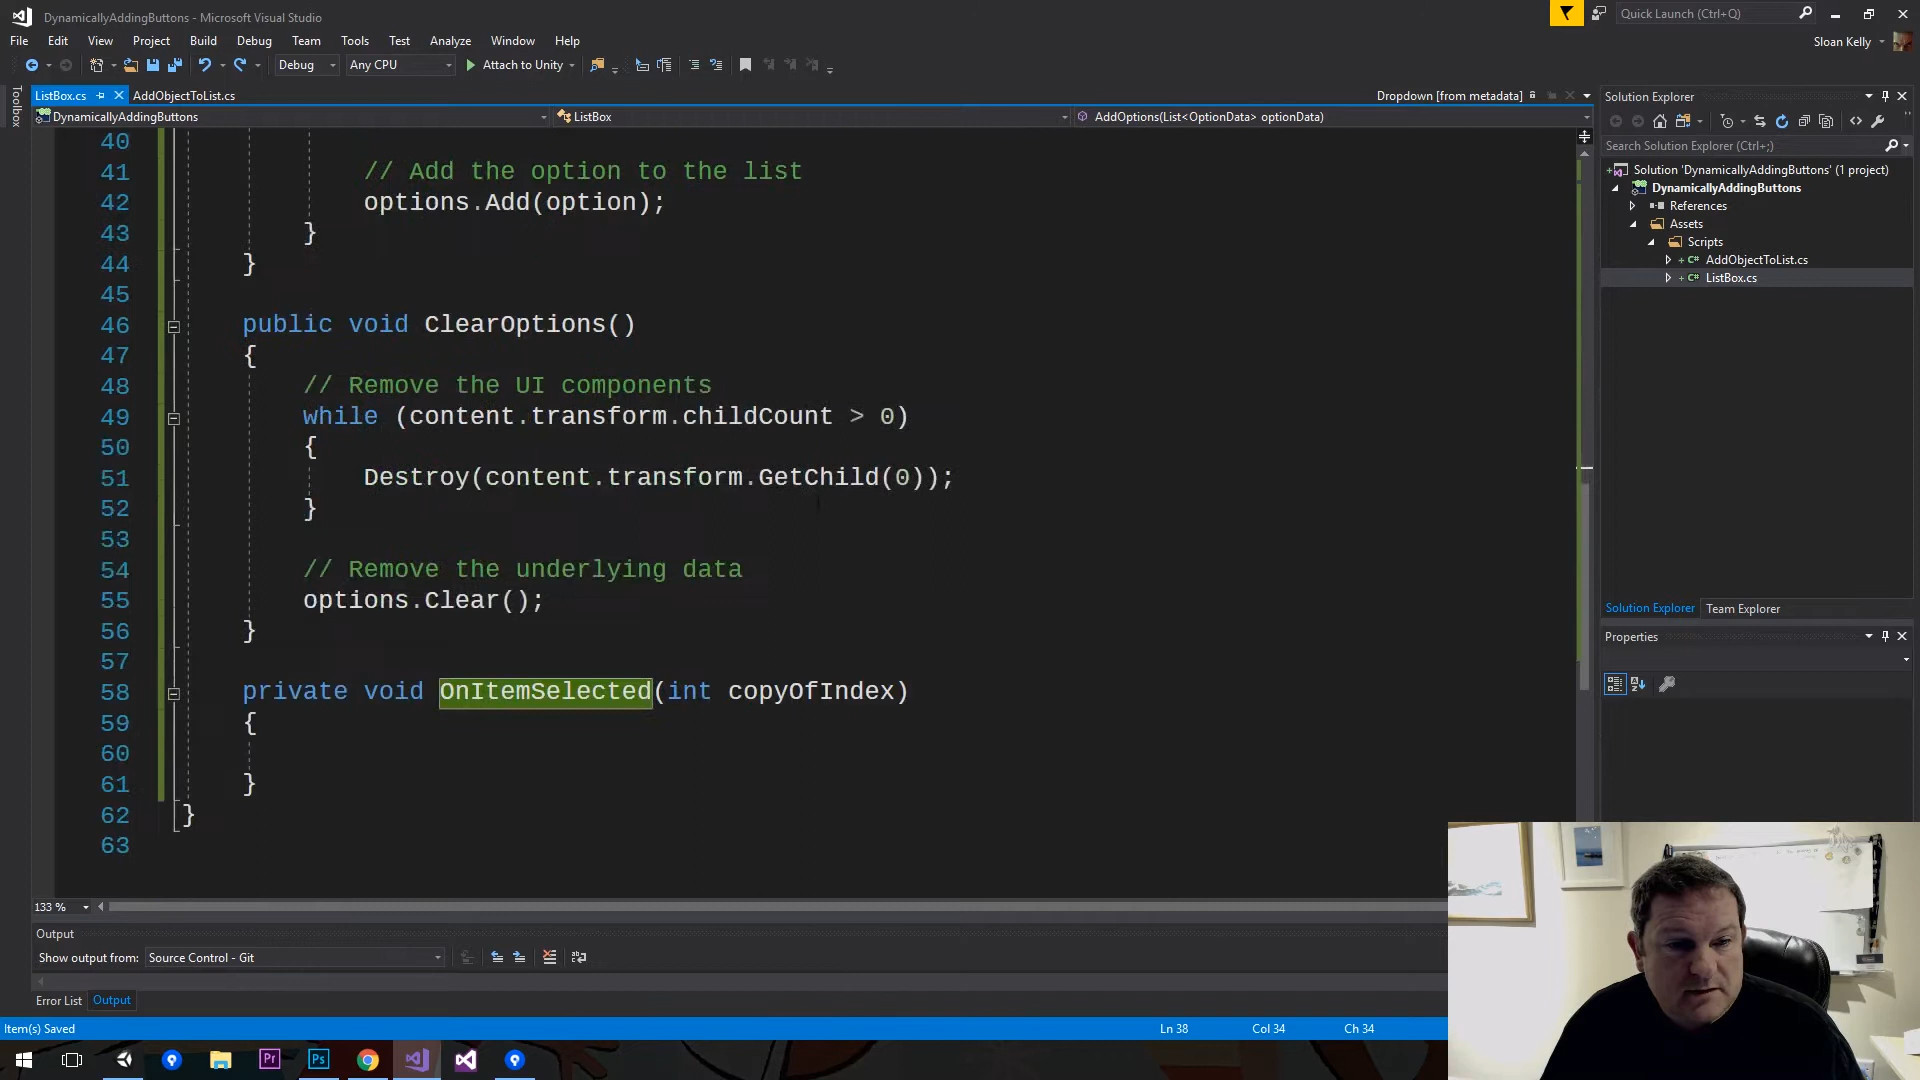 DynamicallyAddingButtons - Microsoft Visual Studio
Quick Launch (Ctrl+Q)
File Edit View Project Build Debug Team Tools Test Analyze Window Help
Sloan Kelly
Debug Any CPU Attach to Unity
Toolbox
ListBox.cs AddObjectToList.cs Dropdown [from metadata]
DynamicallyAddingButtons ListBox AddOptions(List<OptionData> optionData)
40
41 // Add the option to the list
42 options.Add(option);
43 }
44 }
45
46 public void ClearOptions()
47 {
48 // Remove the UI components
49 while (content.transform.childCount > 0)
50 {
51 Destroy(content.transform.GetChild(0));
52 }
53
54 // Remove the underlying data
55 options.Clear();
56 }
57
58 private void OnItemSelected(int copyOfIndex)
59 {
60
61 }
62 }
63
133 %
Output
Show output from: Source Control - Git
Error List Output
Item(s) Saved Ln 38 Col 34 Ch 34
Solution Explorer
Search Solution Explorer (Ctrl+;)
Solution 'DynamicallyAddingButtons' (1 project)
DynamicallyAddingButtons
References
Assets
Scripts
AddObjectToList.cs
ListBox.cs
Solution Explorer Team Explorer
Properties
Pr Ps